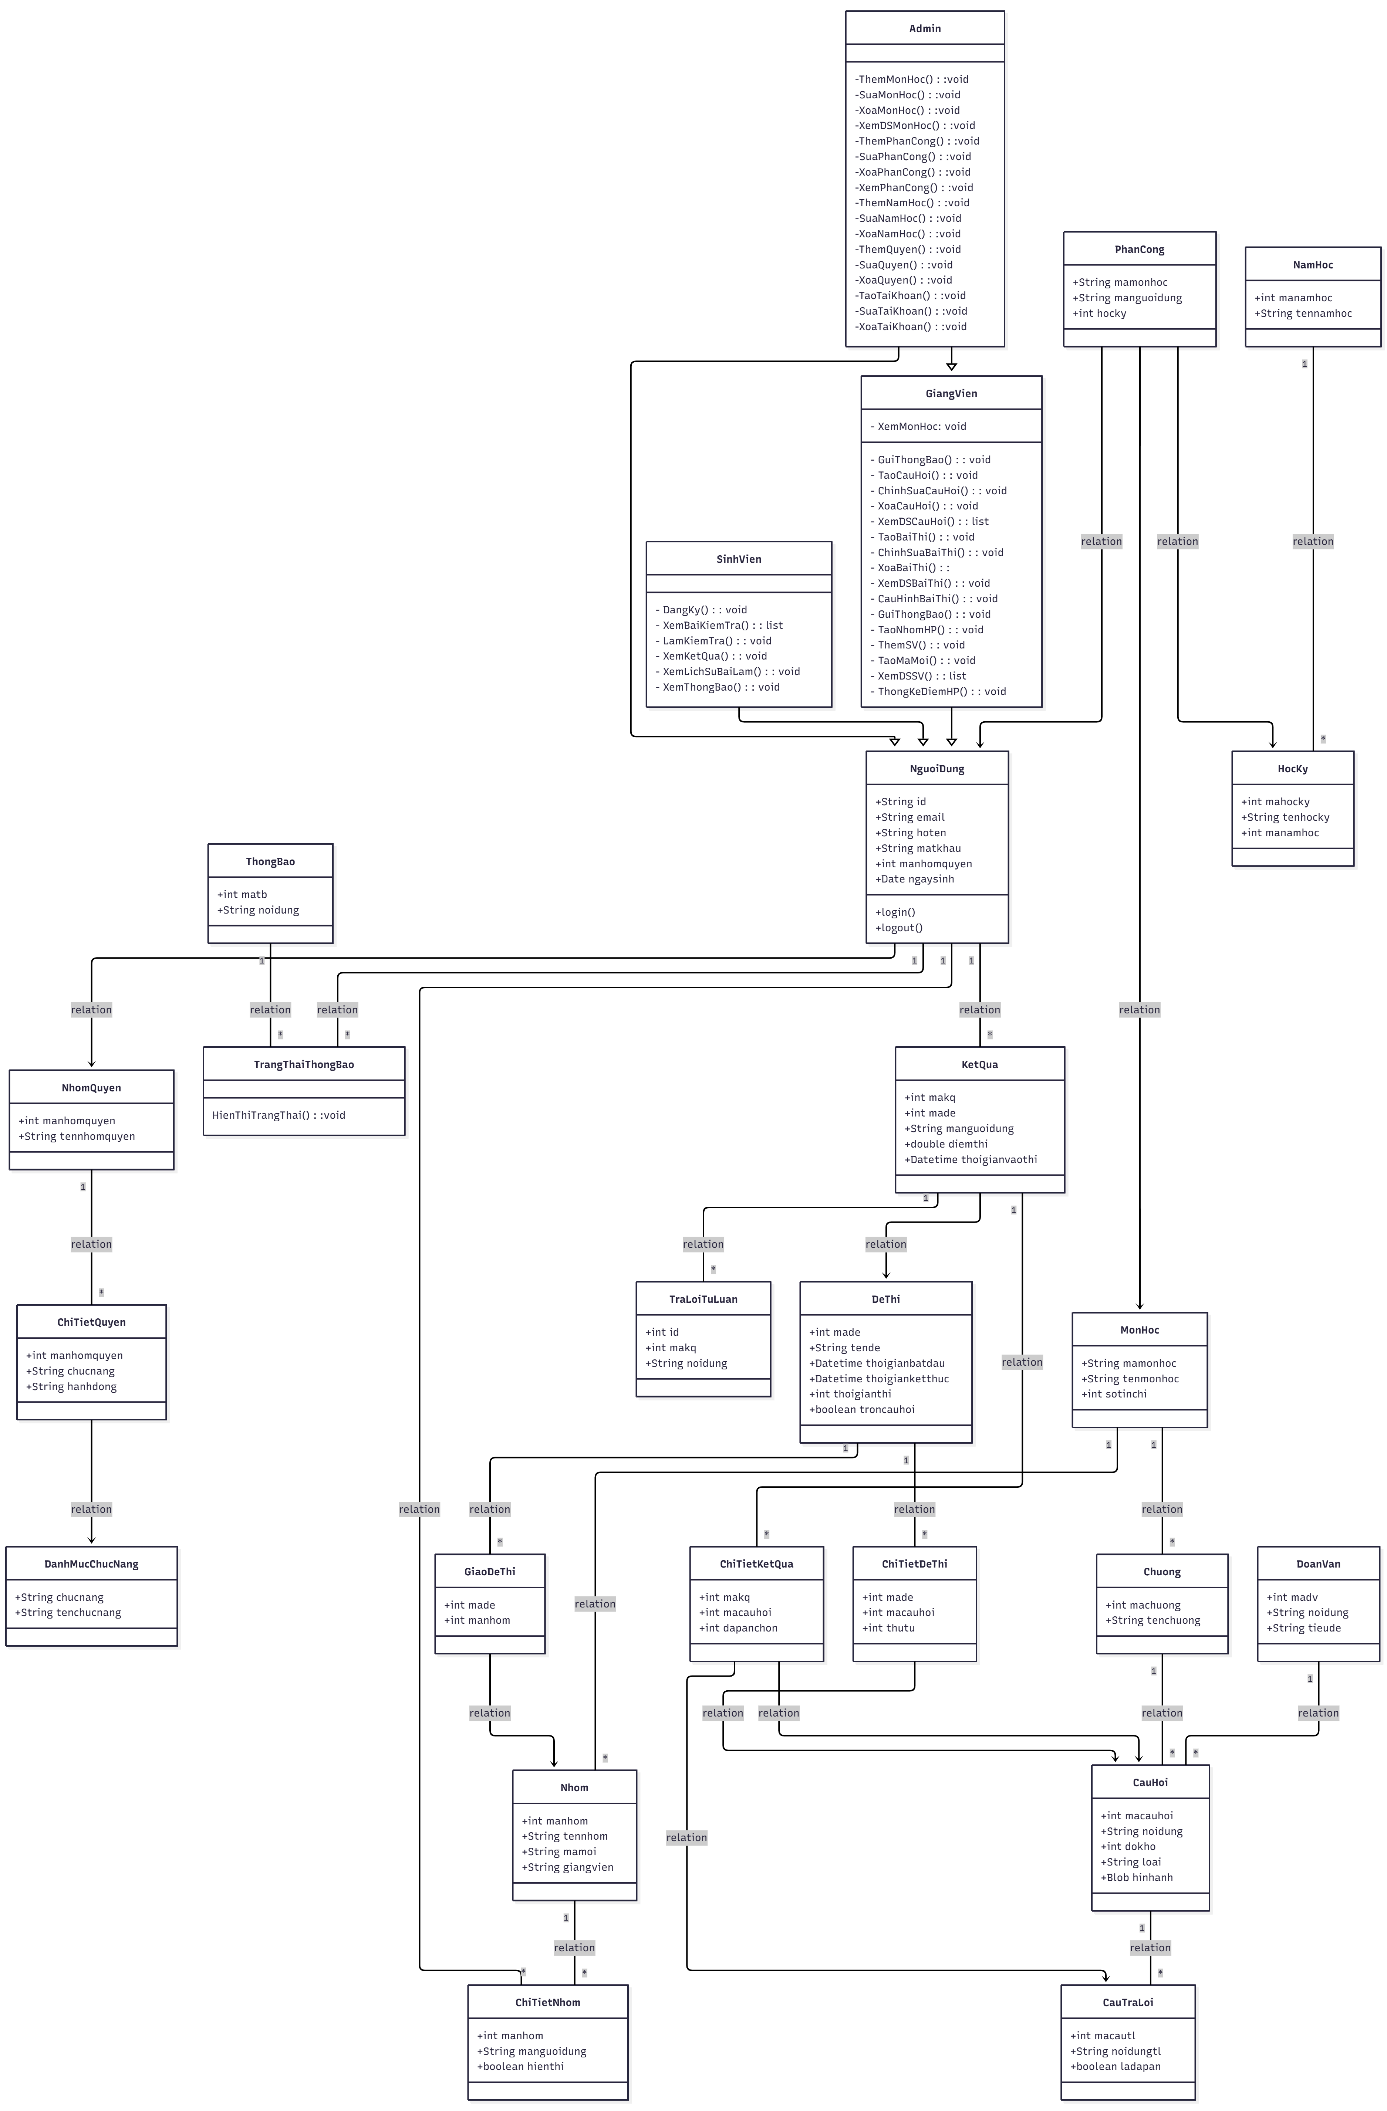 Admin
-ThemMonHoc() : :void
-SuaMonHoc() : :void
-XoaMonHoc() : :void
-XemDSMonHoc() : :void
-ThemPhanCong() : :void
-SuaPhanCong() : :void
-XoaPhanCong() : :void
-XemPhanCong() : :void
-ThemNamHoc() : :void
-SuaNamHoc() : :void
-XoaNamHoc() : :void
-ThemQuyen() : :void
-SuaQuyen() : :void
-XoaQuyen() : :void
-TaoTaiKhoan() : :void
-SuaTaiKhoan() : :void
-XoaTaiKhoan() : :void
PhanCong
+String mamonhoc
+String manguoidung
+int hocky
NamHoc
+int manamhoc
+String tennamhoc
1
GiangVien
- XemMonHoc: void
- GuiThongBao() : : void
- TaoCauHoi() : : void
- ChinhSuaCauHoi() : : void
- XoaCauHoi() : : void
- XemDSCauHoi() : : list
- TaoBaiThi() : : void
- ChinhSuaBaiThi() : : void
- XoaBaiThi() : :
- XemDSBaiThi() : : void
- CauHinhBaiThi() : : void
- GuiThongBao() : : void
- TaoNhomHP() : : void
- ThemSV() : : void
- TaoMaMoi() : : void
- XemDSSV() : : list
- ThongKeDiemHP() : : void
relation
relation
relation
SinhVien
- DangKy() : : void
- XemBaiKiemTra() : : list
- LamKiemTra() : : void
- XemKetQua() : : void
- XemLichSuBaiLam() : : void
- XemThongBao() : : void
*
NguoiDung
+String id
+String email
+String hoten
+String matkhau
+int manhomquyen
+Date ngaysinh
+login()
+logout()
HocKy
+int mahocky
+String tenhocky
+int manamhoc
ThongBao
+int matb
+String noidung
1
1
1
1
relation
relation
relation
relation
relation
*
*
*
NhomQuyen
+int manhomquyen
+String tennhomquyen
1
TrangThaiThongBao
HienThiTrangThai() : :void
KetQua
+int makq
+int made
+String manguoidung
+double diemthi
+Datetime thoigianvaothi
1
1
relation
relation
relation
*
*
ChiTietQuyen
+int manhomquyen
+String chucnang
+String hanhdong
TraLoiTuLuan
+int id
+int makq
+String noidung
DeThi
+int made
+String tende
+Datetime thoigianbatdau
+Datetime thoigianketthuc
+int thoigianthi
+boolean troncauhoi
relation
MonHoc
+String mamonhoc
+String tenmonhoc
+int sotinchi
1
1
1
1
relation
relation
relation
relation
relation
*
*
*
*
DanhMucChucNang
+String chucnang
+String tenchucnang
GiaoDeThi
+int made
+int manhom
relation
ChiTietKetQua
+int makq
+int macauhoi
+int dapanchon
ChiTietDeThi
+int made
+int macauhoi
+int thutu
Chuong
+int machuong
+String tenchuong
DoanVan
+int madv
+String noidung
+String tieude
1
1
relation
relation
relation
relation
relation
*
*
*
Nhom
+int manhom
+String tennhom
+String mamoi
+String giangvien
relation
CauHoi
+int macauhoi
+String noidung
+int dokho
+String loai
+Blob hinhanh
1
1
relation
relation
*
*
*
ChiTietNhom
+int manhom
+String manguoidung
+boolean hienthi
CauTraLoi
+int macautl
+String noidungtl
+boolean ladapan